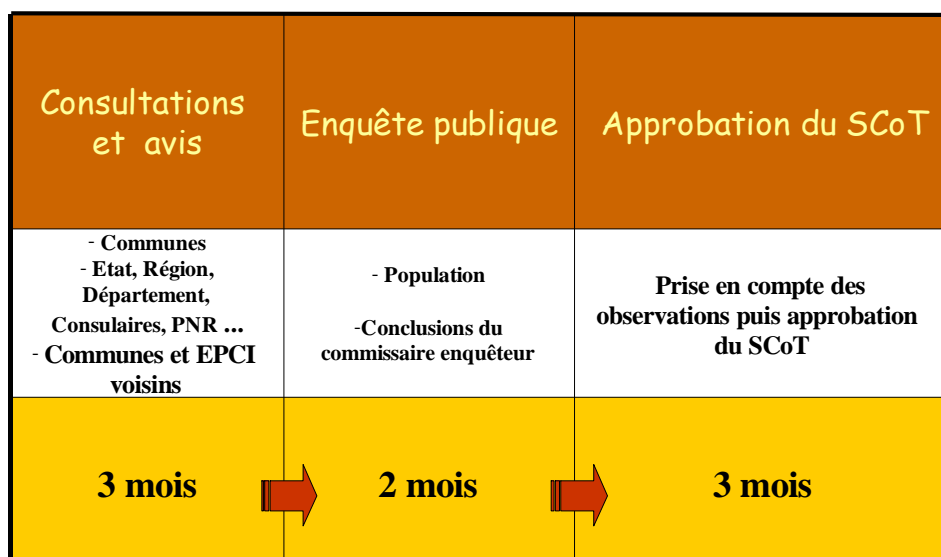 Consultations
et avis
Enquête publique
Approbation du SCoT
- Communes
- Etat, Région,
Département,
Consulaires, PNR ...
- Communes et EPCI
voisins
- Population
-Conclusions du
commissaire enquêteur
Prise en compte des
observations puis approbation
du SCoT
3 mois
2 mois
3 mois